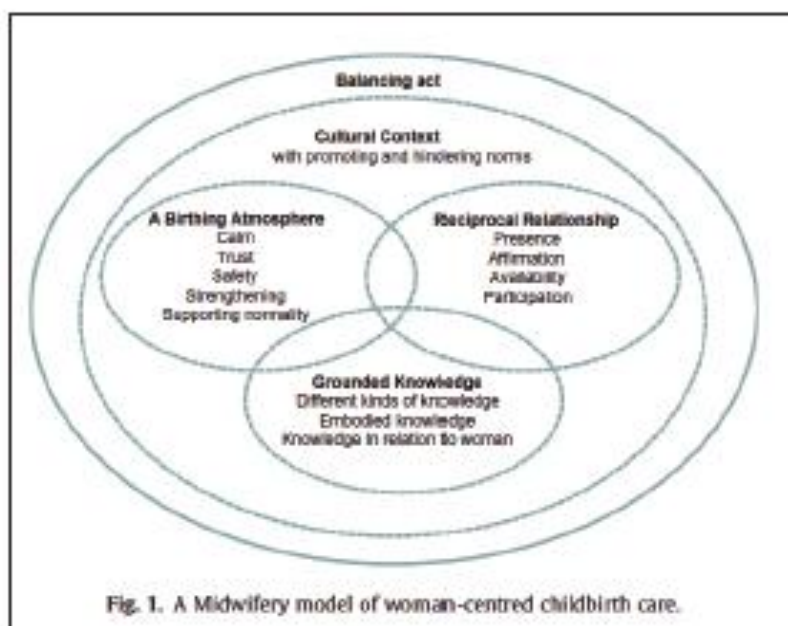 Balancing act
Cultural Context
with promoting and hindering norms
A Birthing Atmosphere
Calm
Trust
Safety
Strengthening
Supporting normality
Reciprocal Relationship
Presence
Affirmation
Availability
Participation
Grounded Knowledge
Different kinds of knowledge
Embodied knowledge
Knowledge in relation to woman
Fig. 1. A Midwifery model of woman-centred childbirth care.